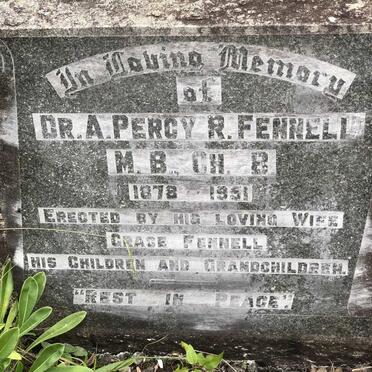 In Loving Memory
of
DR. A. PERCY R. FENNELL
M. B., CH. B
1878 - 1951
ERECTED BY HIS LOVING WIFE
GRACE FENNELL
HIS CHILDREN AND GRANDCHILDREN.
"REST IN PEACE"